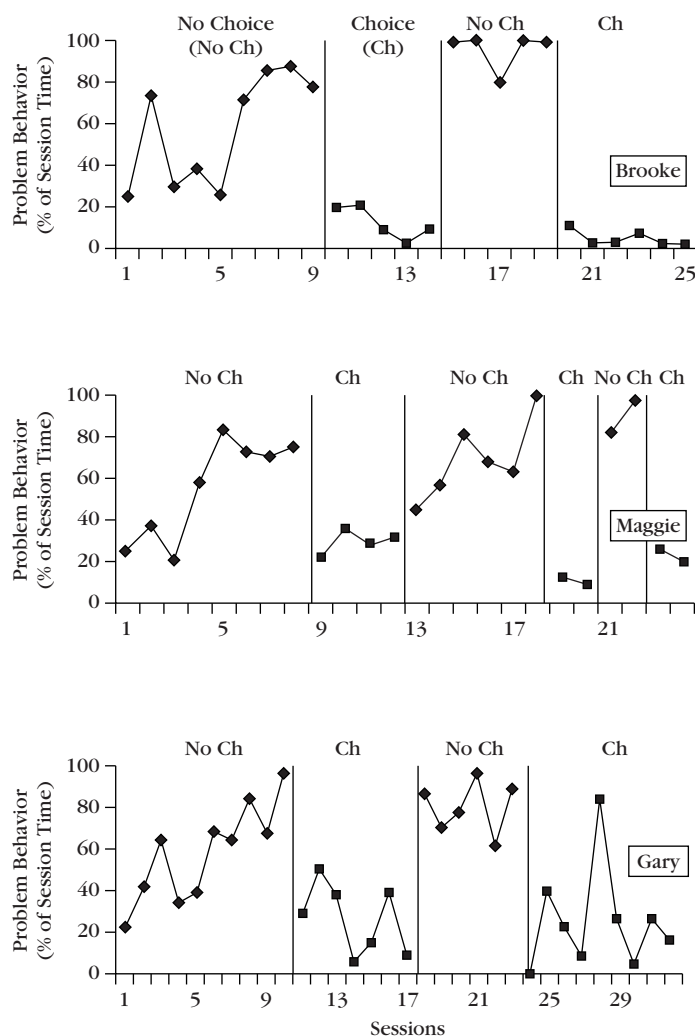 No Choice
(No Ch)
Choice
(Ch)
No Ch
Ch
Problem Behavior
(% of Session Time)
100
80
60
40
20
0
Brooke
1
5
9
13
17
21
25
No Ch
Ch
No Ch
Ch
No Ch
Ch
Problem Behavior
(% of Session Time)
100
80
60
40
20
0
Maggie
1
5
9
13
17
21
No Ch
Ch
No Ch
Ch
Problem Behavior
(% of Session Time)
100
80
60
40
20
0
Gary
1
5
9
13
17
21
25
29
Sessions